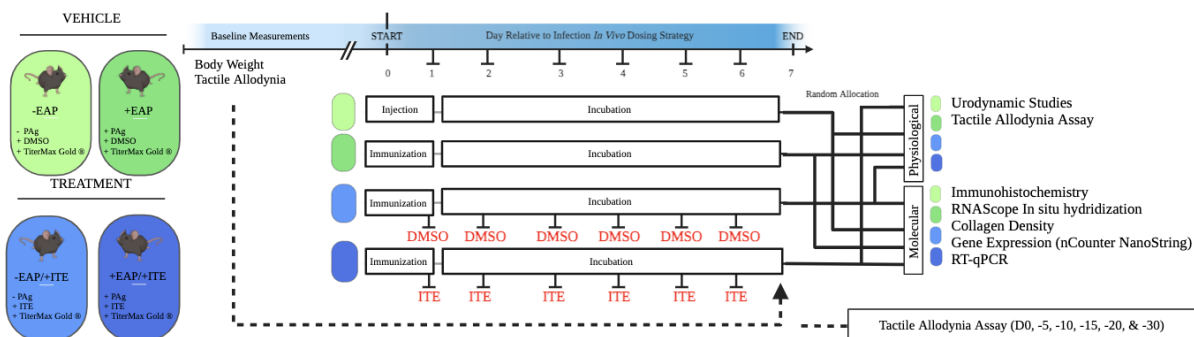 VEHICLE
-EAP
- PAg
+ DMSO
+ TiterMax Gold ®
+EAP
+ PAg
+ DMSO
+ TiterMax Gold ®
TREATMENT
-EAP/+ITE
- PAg
+ ITE
+ TiterMax Gold ®
+EAP/+ITE
+ PAg
+ ITE
+ TiterMax Gold ®
Baseline Measurements
START
Day Relative to Infection In Vivo Dosing Strategy
END
Body Weight
Tactile Allodynia
0 1 2 3 4 5 6 7
Random Allocation
Injection Incubation
Immunization Incubation
Immunization Incubation
DMSO DMSO DMSO DMSO DMSO DMSO
Immunization Incubation
ITE ITE ITE ITE ITE ITE
Physiological
Urodynamic Studies
Tactile Allodynia Assay
Molecular
Immunohistochemistry
RNAScope In situ hydridization
Collagen Density
Gene Expression (nCounter NanoString)
RT-qPCR
Tactile Allodynia Assay (D0, -5, -10, -15, -20, & -30)